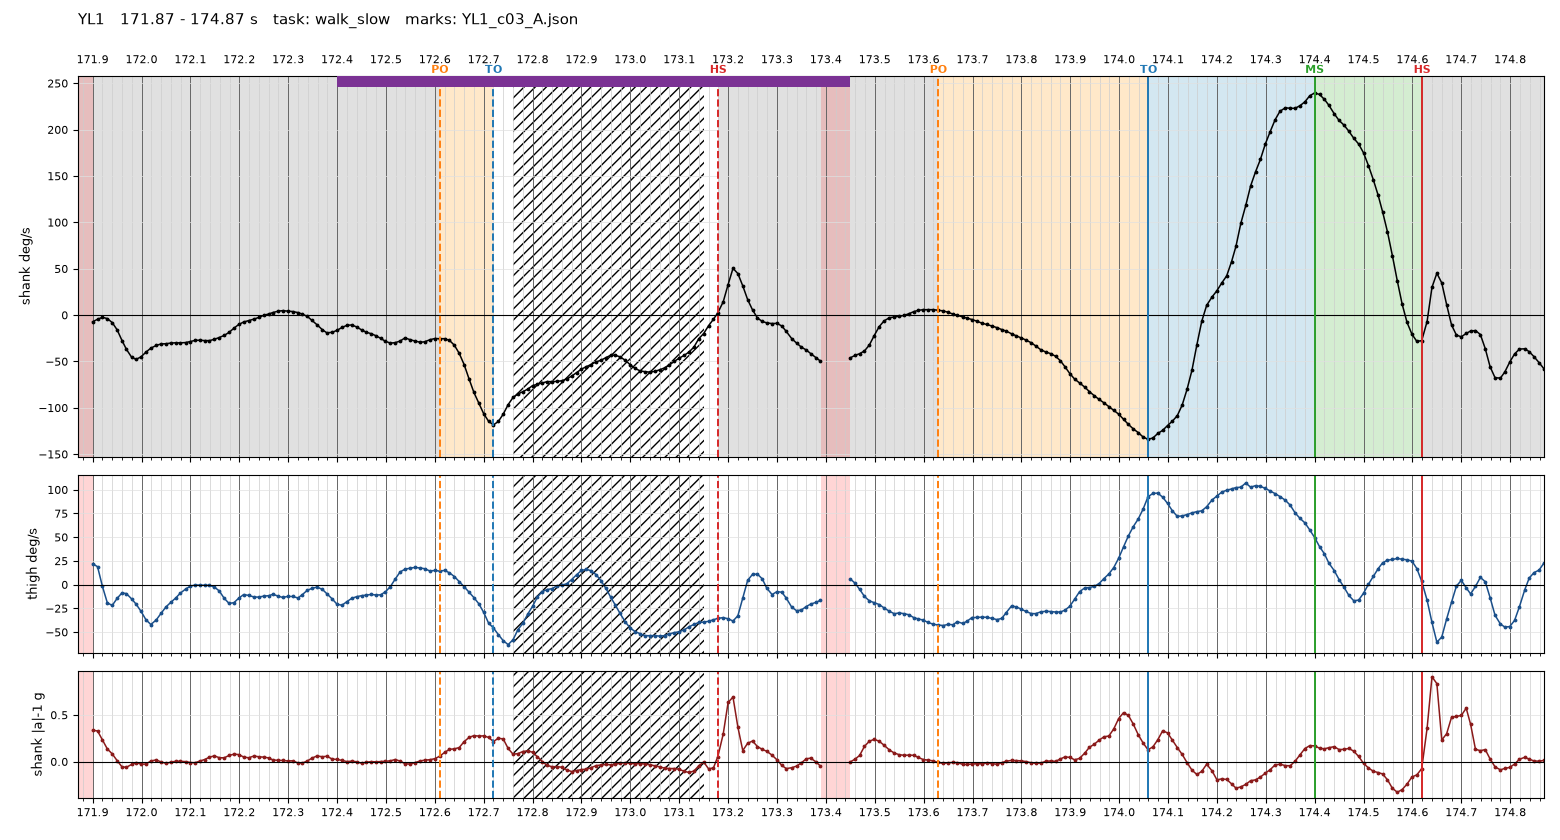 YL1 171.87 - 174.87 s task: walk_slow marks: YL1_c03_A.json
171.9 172.0 172.1 172.2 172.3 172.4 172.5 172.6 172.7 172.8 172.9 173.0 173.1 173.2 173.3 173.4 173.5 173.6 173.7 173.8 173.9 174.0 174.1 174.2 174.3 174.4 174.5 174.6 174.7 174.8
PO TO HS PO TO MS HS
250
200
150
100
50
0
−50
−100
−150
shank deg/s
100
75
50
25
0
−25
−50
thigh deg/s
0.5
0.0
shank |a|-1 g
171.9 172.0 172.1 172.2 172.3 172.4 172.5 172.6 172.7 172.8 172.9 173.0 173.1 173.2 173.3 173.4 173.5 173.6 173.7 173.8 173.9 174.0 174.1 174.2 174.3 174.4 174.5 174.6 174.7 174.8